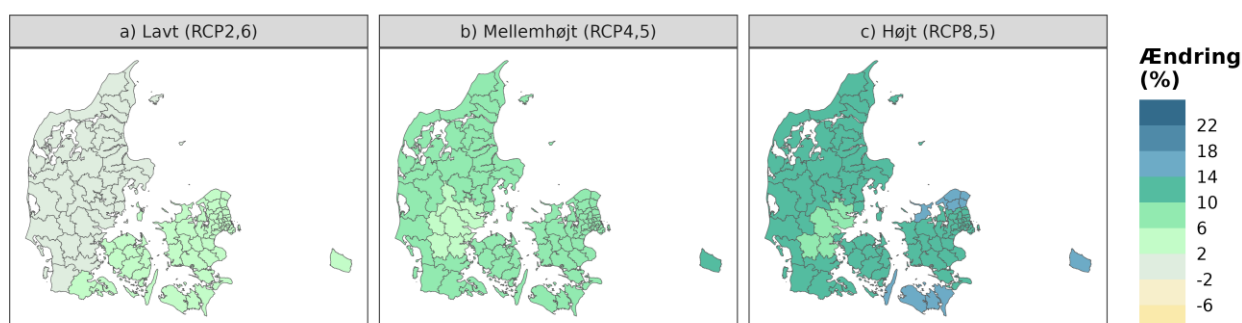 a) Lavt (RCP2,6)
b) Mellemhøjt (RCP4,5)
c) Højt (RCP8,5)
Ændring
(%)
22
18
14
10
6
2
-2
-6